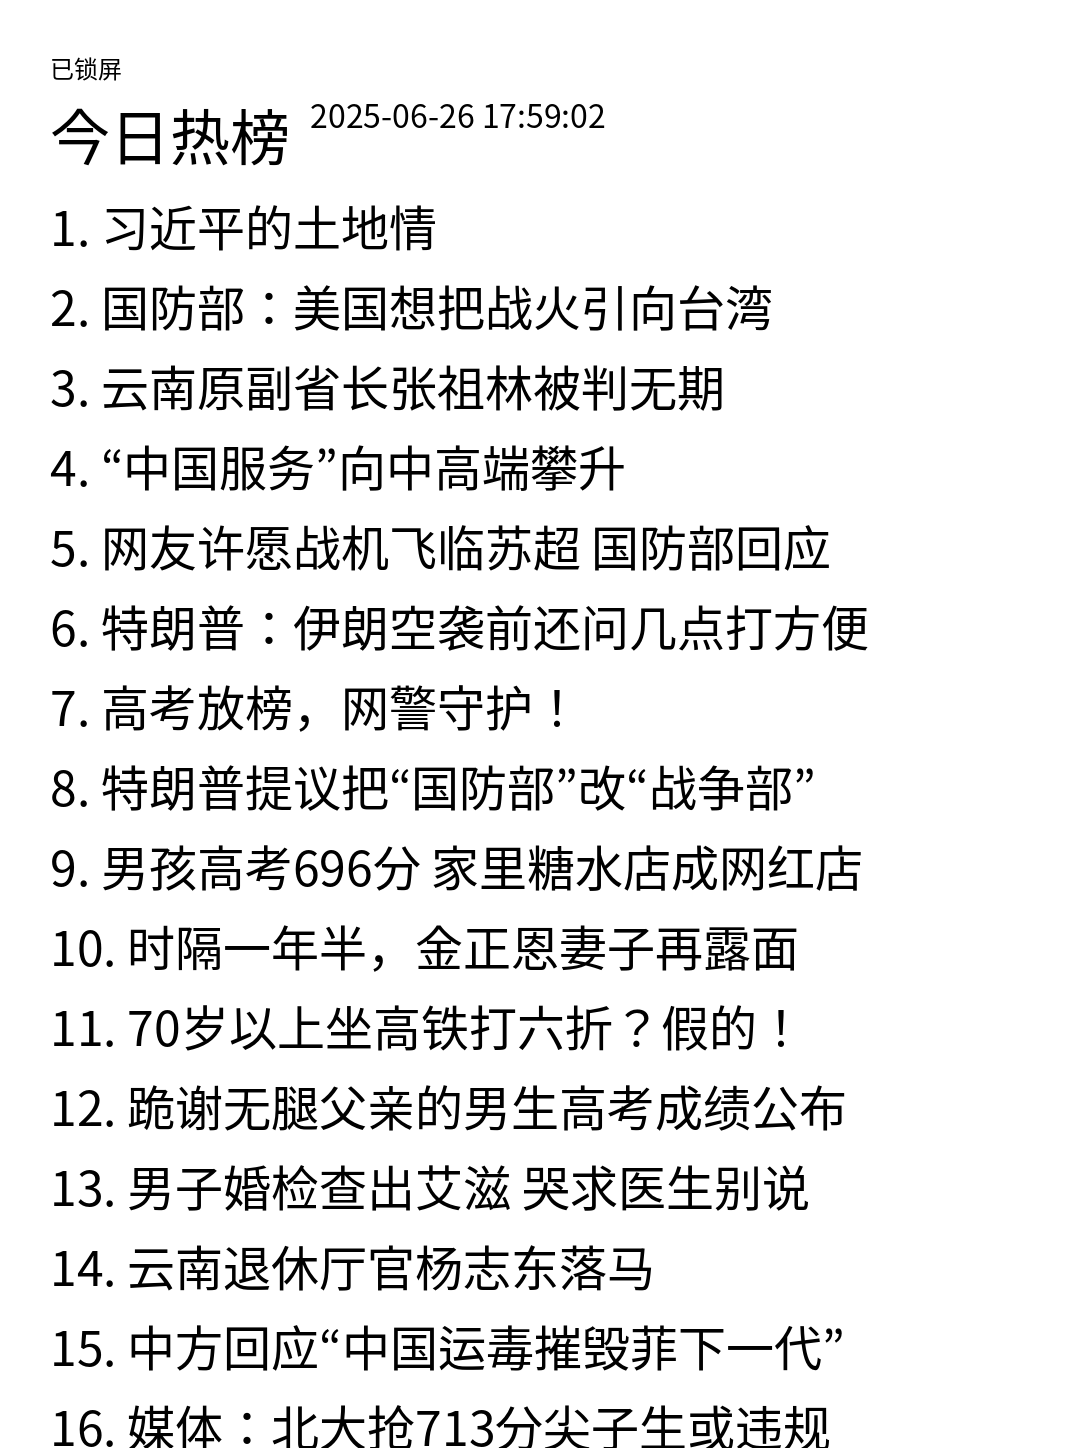 已锁屏
今日热榜 2025-06-26 17:59:02
1. 习近平的土地情
2. 国防部：美国想把战火引向台湾
3. 云南原副省长张祖林被判无期
4. “中国服务”向中高端攀升
5. 网友许愿战机飞临苏超 国防部回应
6. 特朗普：伊朗空袭前还问几点打方便
7. 高考放榜，网警守护！
8. 特朗普提议把“国防部”改“战争部”
9. 男孩高考696分 家里糖水店成网红店
10. 时隔一年半，金正恩妻子再露面
11. 70岁以上坐高铁打六折？假的！
12. 跪谢无腿父亲的男生高考成绩公布
13. 男子婚检查出艾滋 哭求医生别说
14. 云南退休厅官杨志东落马
15. 中方回应“中国运毒摧毁菲下一代”
16. 媒体：北大抢713分尖子生或违规